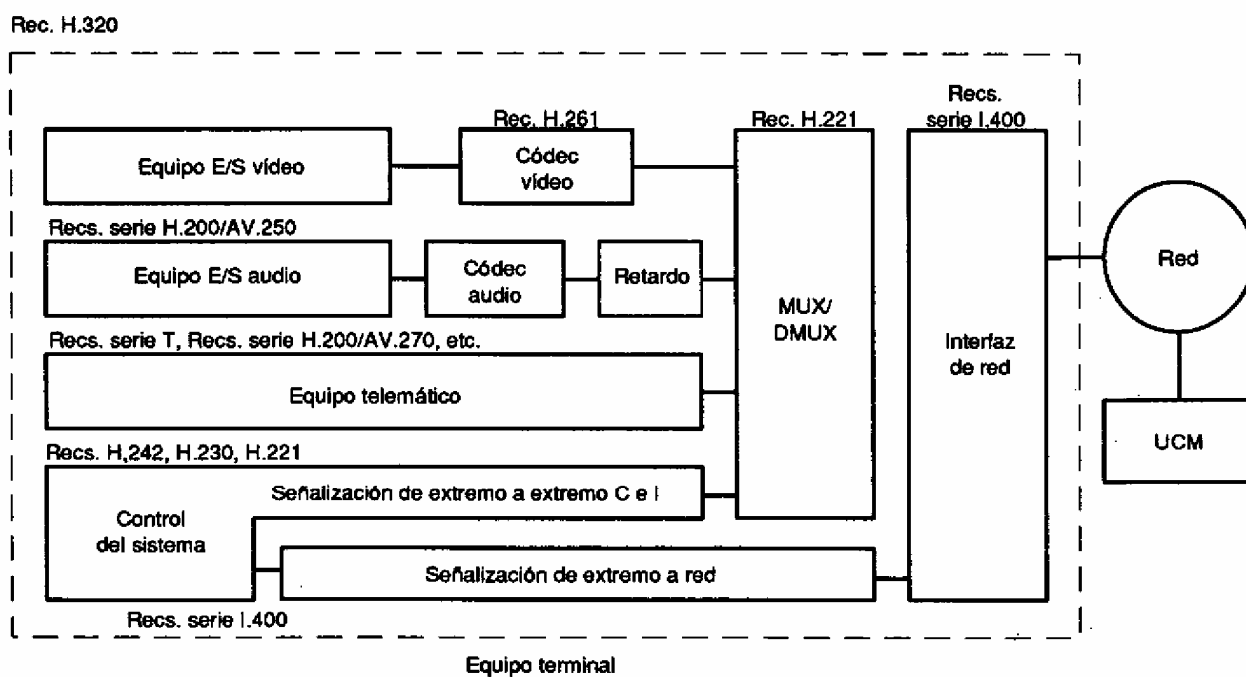 Rec. H.320
Recs.
serie I.400
Rec. H.261
Rec. H.221
Equipo E/S vídeo
Códec
vídeo
Recs. serie H.200/AV.250
Equipo E/S audio
Códec
audio
Retardo
MUX/
DMUX
Interfaz
de red
Red
Recs. serie T, Recs. serie H.200/AV.270, etc.
Equipo telemático
UCM
Recs. H,242, H.230, H.221
Señalización de extremo a extremo C e I
Control
del sistema
Señalización de extremo a red
Recs. serie I.400
Equipo terminal